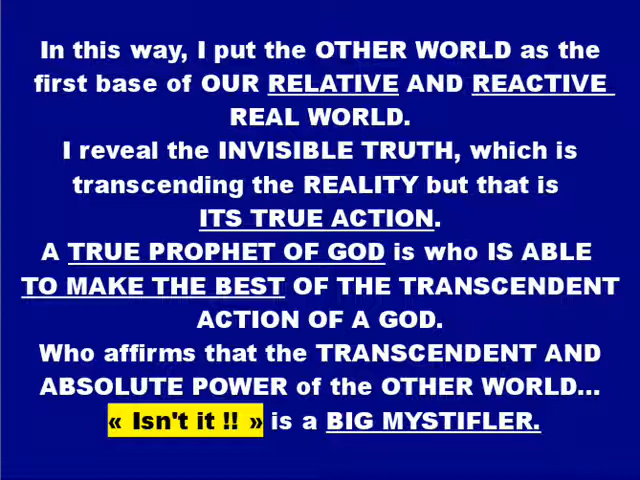 In this way, I put the OTHER WORLD as the
first base of OUR RELATIVE AND REACTIVE
REAL WORLD.
I reveal the INVISIBLE TRUTH, which is
transcending the REALITY but that is
ITS TRUE ACTION.
A TRUE PROPHET OF GOD is who IS ABLE
TO MAKE THE BEST OF THE TRANSCENDENT
ACTION OF A GOD.
Who affirms that the TRANSCENDENT AND
ABSOLUTE POWER of the OTHER WORLD...
« Isn't it !! » is a BIG MYSTIFLER.